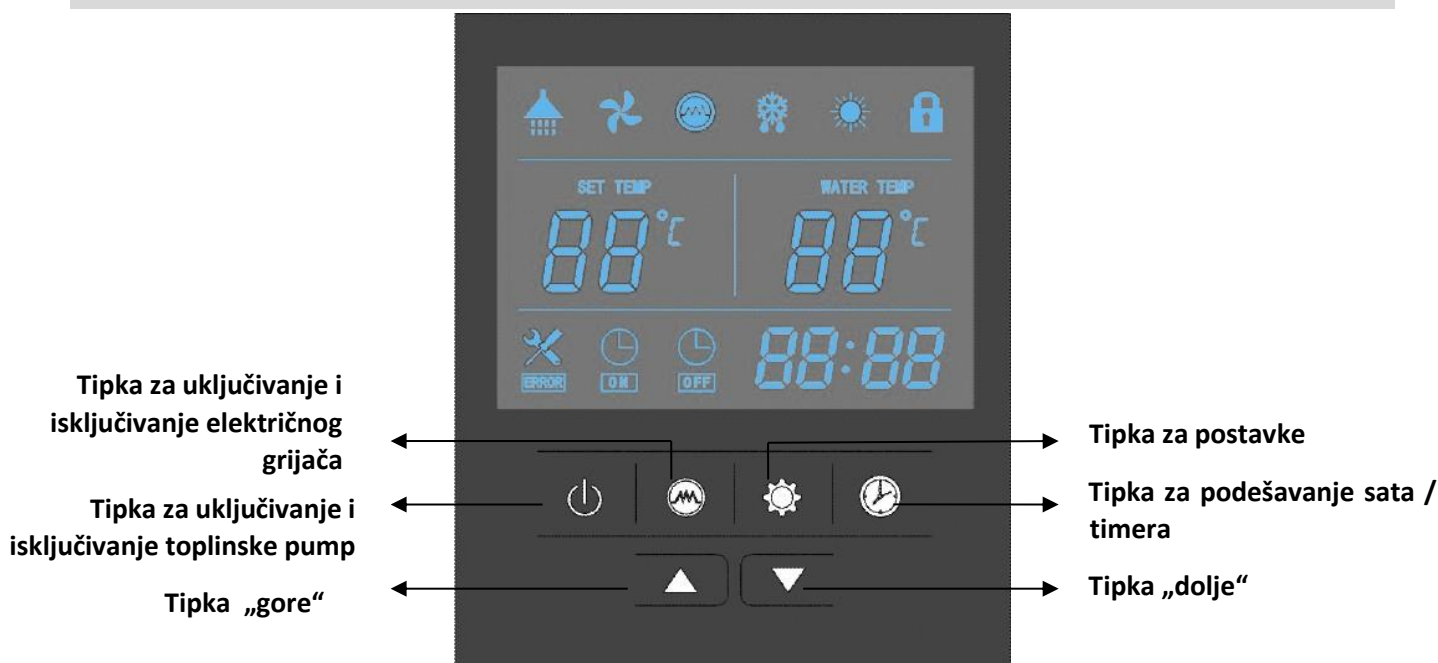 SET TEMP
WATER TEMP
88°C
88°C
ERROR
ON
OFF
88:88
Tipka za uključivanje i
isključivanje električnog
grijača
Tipka za uključivanje i
isključivanje toplinske pump
Tipka „gore“
Tipka za postavke
Tipka za podešavanje sata /
timera
Tipka „dolje“